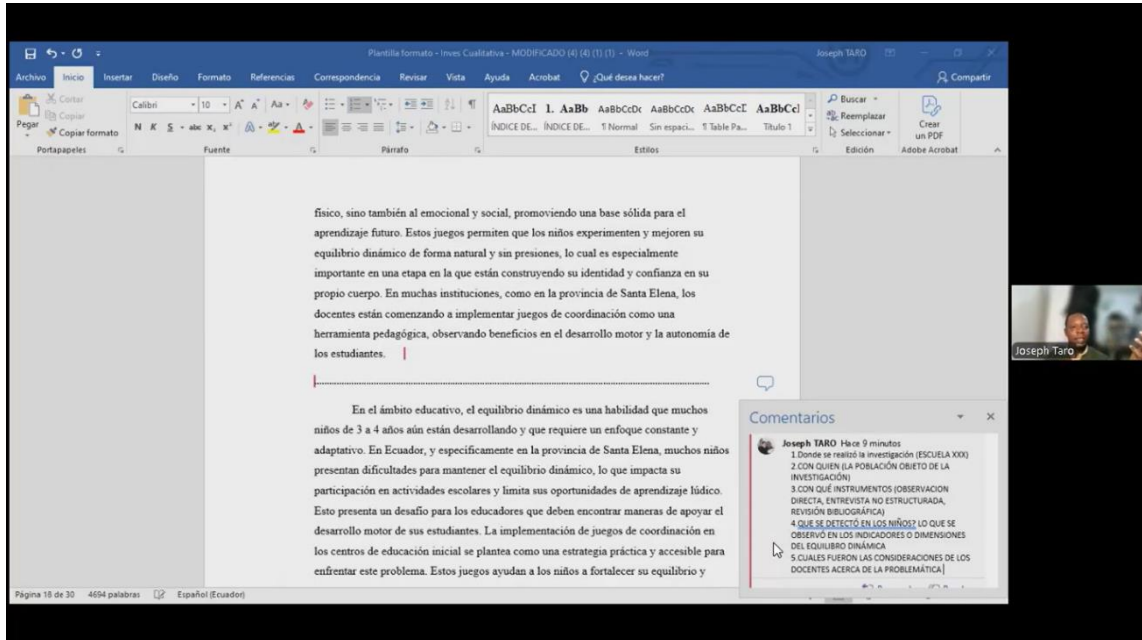 Plantilla formato - Inves Cualitativa - MODIFICADO (4) (4) (1) (1) - Word
Joseph TARO
Archivo Inicio Insertar Diseño Formato Referencias Correspondencia Revisar Vista Ayuda Acrobat ¿Qué desea hacer? Compartir
Pegar
Cortar
Copiar
Copiar formato
Portapapeles
Calibri 10
N K S abc x₂ x²
Fuente
Párrafo
AaBbCcI 1. AaBb AaBbCcDc AaBbCcDc AaBbCcI AaBbCcI
ÍNDICE DE... ÍNDICE DE... ¶ Normal Sin espaci... ¶ Table Pa... Título 1
Estilos
Buscar
Reemplazar
Seleccionar
Edición
Crear
un PDF
Adobe Acrobat
físico, sino también al emocional y social, promoviendo una base sólida para el
aprendizaje futuro. Estos juegos permiten que los niños experimenten y mejoren su
equilibrio dinámico de forma natural y sin presiones, lo cual es especialmente
importante en una etapa en la que están construyendo su identidad y confianza en su
propio cuerpo. En muchas instituciones, como en la provincia de Santa Elena, los
docentes están comenzando a implementar juegos de coordinación como una
herramienta pedagógica, observando beneficios en el desarrollo motor y la autonomía de
los estudiantes.
En el ámbito educativo, el equilibrio dinámico es una habilidad que muchos
niños de 3 a 4 años aún están desarrollando y que requiere un enfoque constante y
adaptativo. En Ecuador, y específicamente en la provincia de Santa Elena, muchos niños
presentan dificultades para mantener el equilibrio dinámico, lo que impacta su
participación en actividades escolares y limita sus oportunidades de aprendizaje lúdico.
Esto presenta un desafío para los educadores que deben encontrar maneras de apoyar el
desarrollo motor de sus estudiantes. La implementación de juegos de coordinación en
los centros de educación inicial se plantea como una estrategia práctica y accesible para
enfrentar este problema. Estos juegos ayudan a los niños a fortalecer su equilibrio y
Comentarios
Joseph TARO Hace 9 minutos
1.Donde se realizó la investigación (ESCUELA XXX)
2.CON QUIEN (LA POBLACIÓN OBJETO DE LA
INVESTIGACIÓN)
3.CON QUÉ INSTRUMENTOS (OBSERVACION
DIRECTA, ENTREVISTA NO ESTRUCTURADA,
REVISIÓN BIBLIOGRÁFICA)
4.QUE SE DETECTÓ EN LOS NIÑOS? LO QUE SE
OBSERVÓ EN LOS INDICADORES O DIMENSIONES
DEL EQUILIBRO DINÁMICA
5.CUALES FUERON LAS CONSIDERACIONES DE LOS
DOCENTES ACERCA DE LA PROBLEMÁTICA
Página 18 de 30 4694 palabras Español (Ecuador)
Joseph Taro